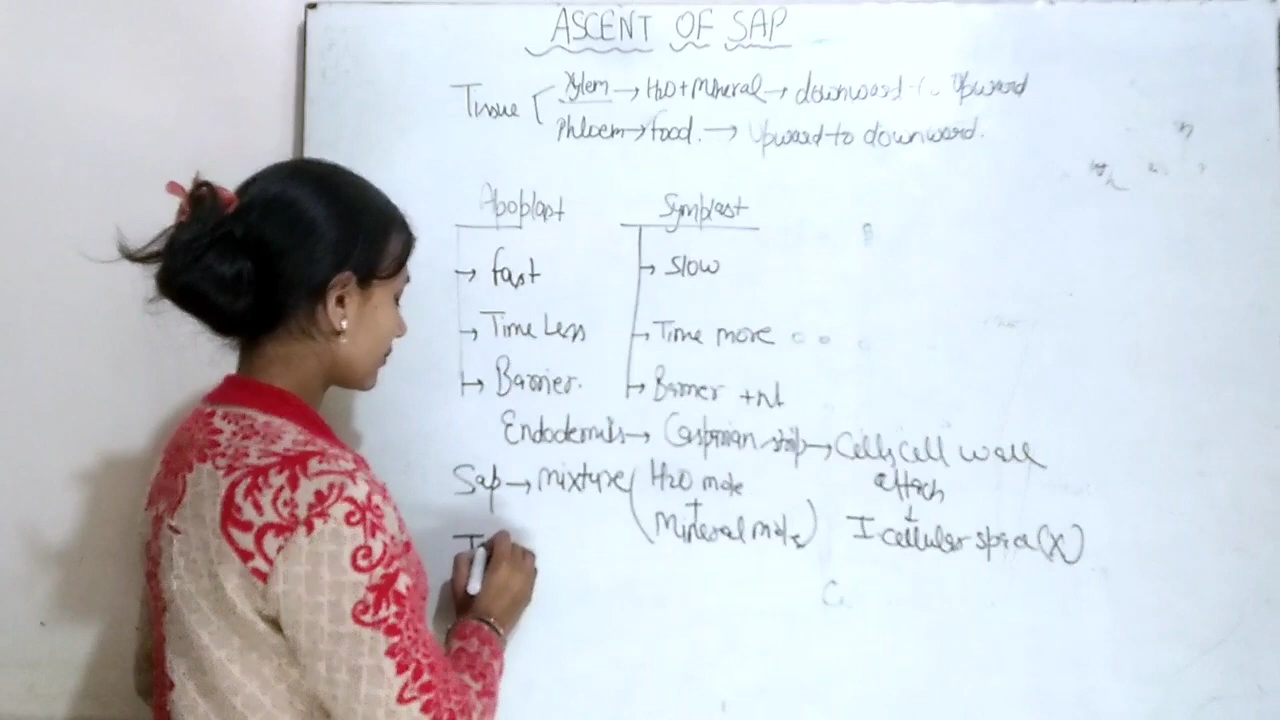 ASCENT OF SAP
Tissue
Xylem → H2O + Mineral → downward Upward
Phloem → food. → Upward to downward.
Apoplast
Symplast
→ fast
→ Slow
→ Time Less
→ Time more
→ Barrier.
→ Barrier +nt
Endodermis → Casparian strip → Cells cell wall
attach
↓
I. cellular space (X)
Sap → mixture (H2O mole
+
Mineral mole)